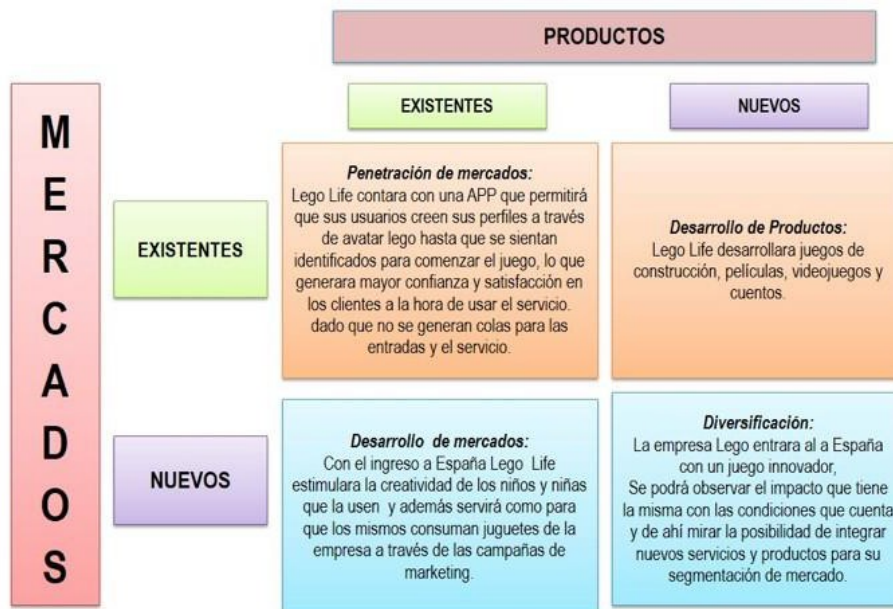 PRODUCTOS
EXISTENTES
NUEVOS
MERCADOS
EXISTENTES
Penetración de mercados:
Lego Life contara con una APP que permitirá
que sus usuarios creen sus perfiles a través
de avatar lego hasta que se sientan
identificados para comenzar el juego, lo que
generara mayor confianza y satisfacción en
los clientes a la hora de usar el servicio.
dado que no se generan colas para las
entradas y el servicio.
Desarrollo de Productos:
Lego Life desarrollara juegos de
construcción, películas, videojuegos y
cuentos.
NUEVOS
Desarrollo de mercados:
Con el ingreso a España Lego Life
estimulara la creatividad de los niños y niñas
que la usen y además servirá como para
que los mismos consuman juguetes de la
empresa a través de las campañas de
marketing.
Diversificación:
La empresa Lego entrara al a España
con un juego innovador,
Se podrá observar el impacto que tiene
la misma con las condiciones que cuenta
y de ahí mirar la posibilidad de integrar
nuevos servicios y productos para su
segmentación de mercado.